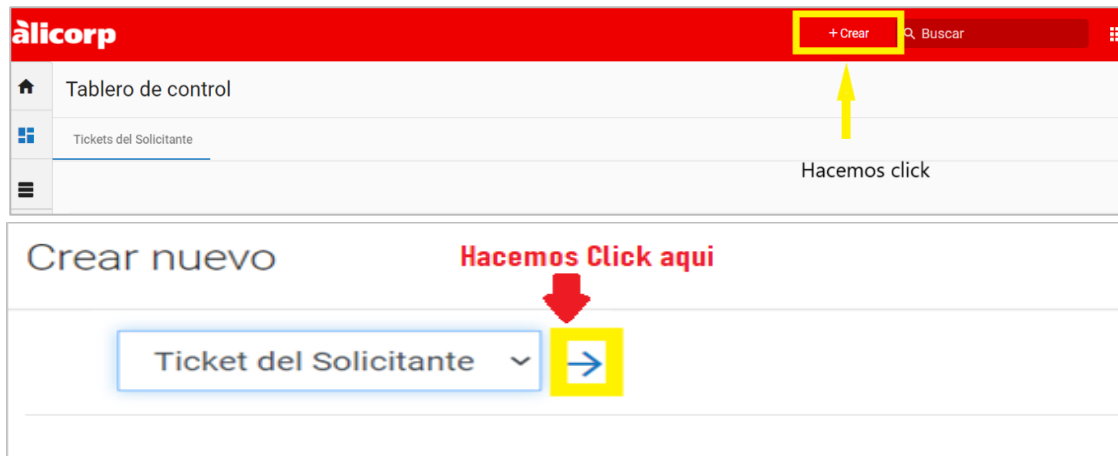 àlicorp
+ Crear
Buscar
Tablero de control
Tickets del Solicitante
Hacemos click
Crear nuevo
Hacemos Click aqui
Ticket del Solicitante